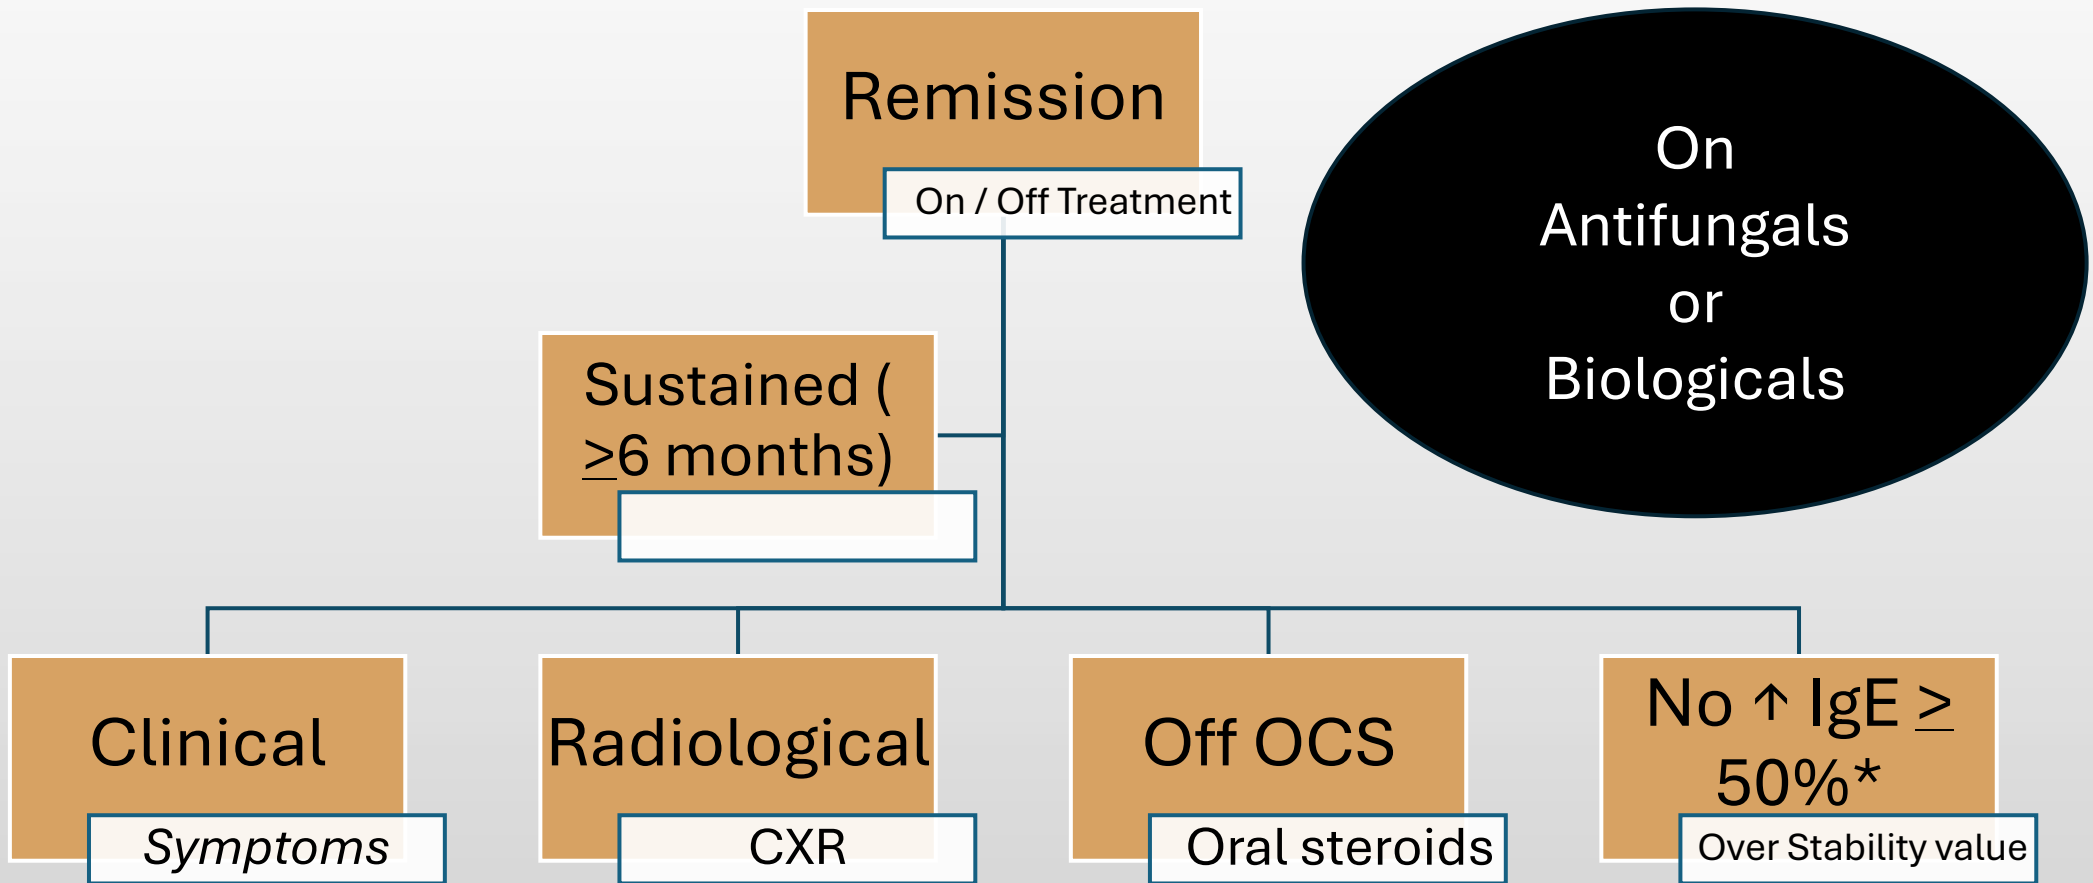 Remission
On / Off Treatment
On
Antifungals
or
Biologicals
Sustained (
≥6 months)
Clinical
Symptoms
Radiological
CXR
Off OCS
Oral steroids
No ↑ IgE ≥
50%*
Over Stability value